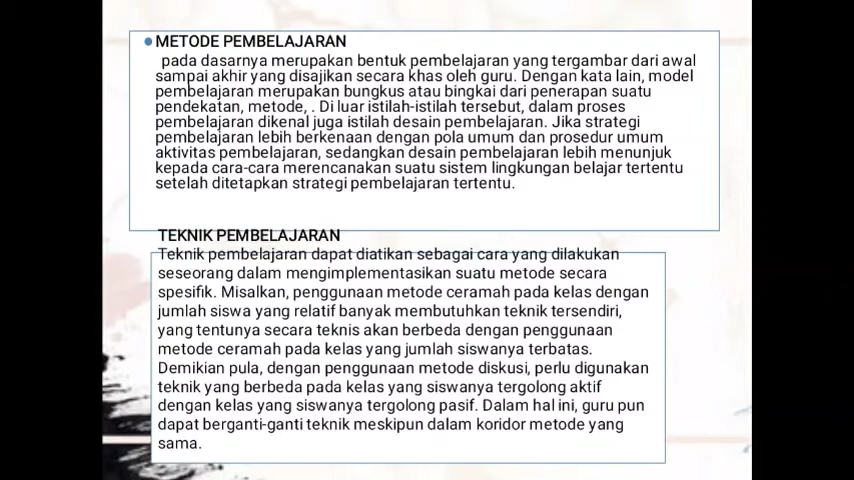 METODE PEMBELAJARAN
pada dasarnya merupakan bentuk pembelajaran yang tergambar dari awal
sampai akhir yang disajikan secara khas oleh guru. Dengan kata lain, model
pembelajaran merupakan bungkus atau bingkai dari penerapan suatu
pendekatan, metode, . Di luar istilah-istilah tersebut, dalam proses
pembelajaran dikenal juga istilah desain pembelajaran. Jika strategi
pembelajaran lebih berkenaan dengan pola umum dan prosedur umum
aktivitas pembelajaran, sedangkan desain pembelajaran lebih menunjuk
kepada cara-cara merencanakan suatu sistem lingkungan belajar tertentu
setelah ditetapkan strategi pembelajaran tertentu.
TEKNIK PEMBELAJARAN
Teknik pembelajaran dapat diatikan sebagai cara yang dilakukan
seseorang dalam mengimplementasikan suatu metode secara
spesifik. Misalkan, penggunaan metode ceramah pada kelas dengan
jumlah siswa yang relatif banyak membutuhkan teknik tersendiri,
yang tentunya secara teknis akan berbeda dengan penggunaan
metode ceramah pada kelas yang jumlah siswanya terbatas.
Demikian pula, dengan penggunaan metode diskusi, perlu digunakan
teknik yang berbeda pada kelas yang siswanya tergolong aktif
dengan kelas yang siswanya tergolong pasif. Dalam hal ini, guru pun
dapat berganti-ganti teknik meskipun dalam koridor metode yang
sama.